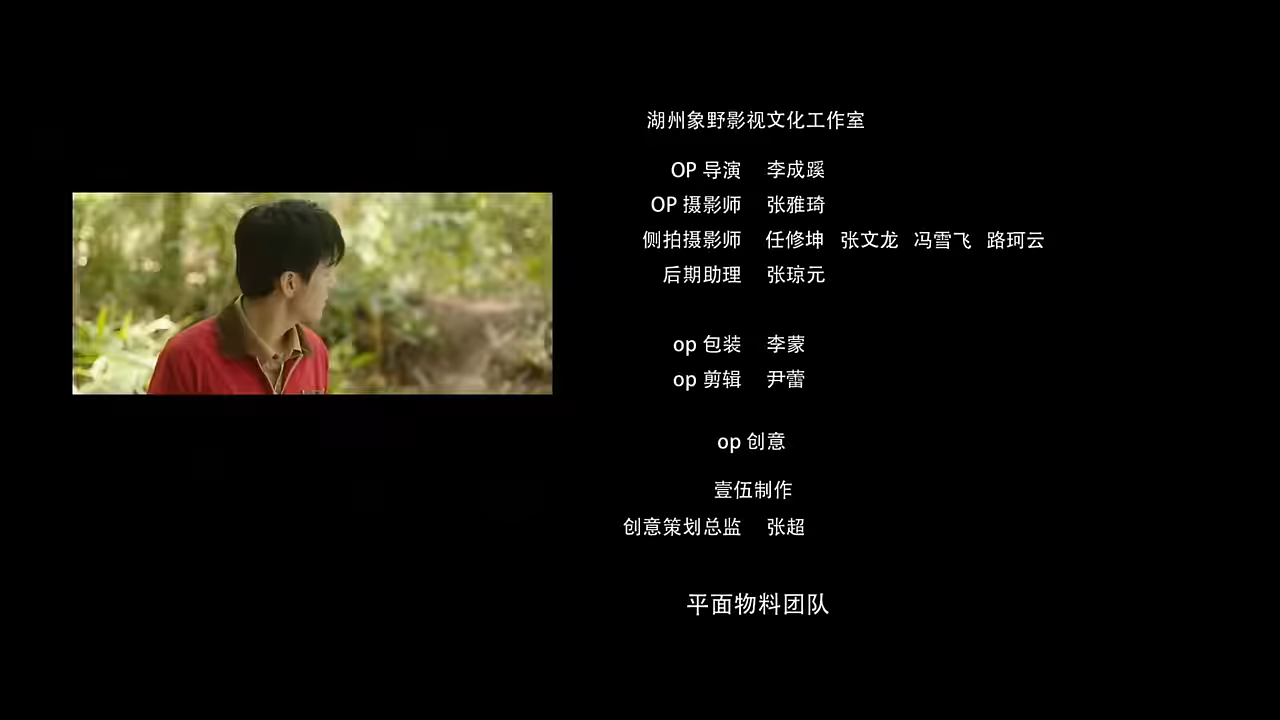 湖州象野影视文化工作室
OP 导演 李成蹊
OP 摄影师 张雅琦
侧拍摄影师 任修坤 张文龙 冯雪飞 路珂云
后期助理 张琼元
op 包装 李蒙
op 剪辑 尹蕾
op 创意
壹伍制作
创意策划总监 张超
平面物料团队